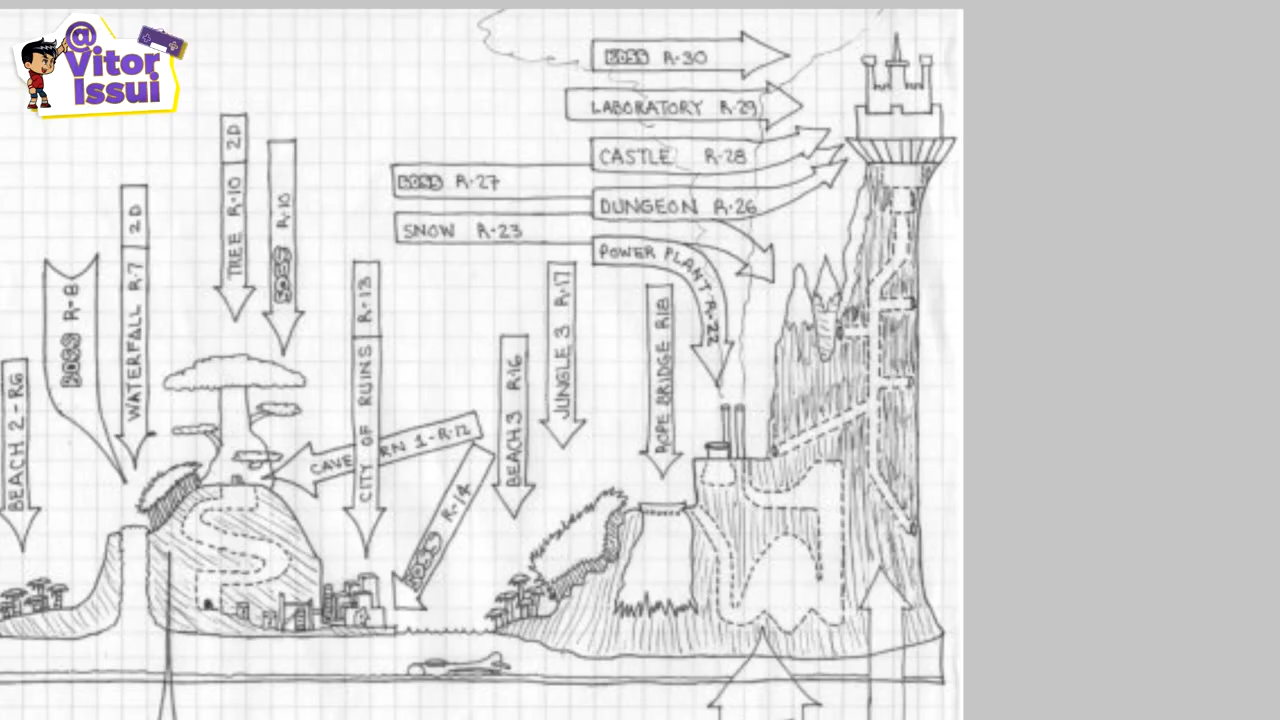 @
Vitor
Issui
BOSS R-30
LABORATORY R-29
CASTLE R-28
BOSS R-27
DUNGEON R-26
SNOW R-23
POWER PLANT R-22
2D
TREE R-10
BOSS R-10
2D
WATERFALL R-7
BOSS R-8
BEACH 2-R6
R-13
CITY OF RUINS
CAVERN 1-R-12
BOSS R-14
BEACH 3 R-16
JUNGLE 3 R-17
ROPE BRIDGE R18